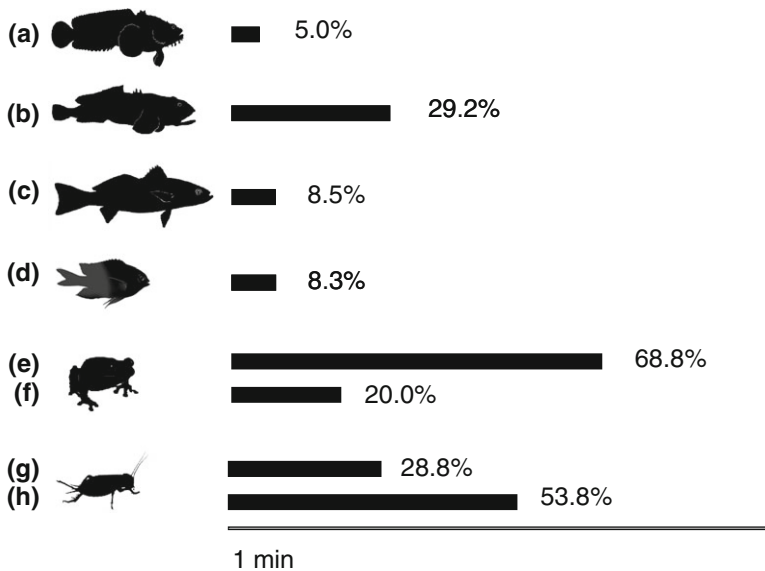 (a) 5.0%
(b) 29.2%
(c) 8.5%
(d) 8.3%
(e) 68.8%
(f) 20.0%
(g) 28.8%
(h) 53.8%
1 min